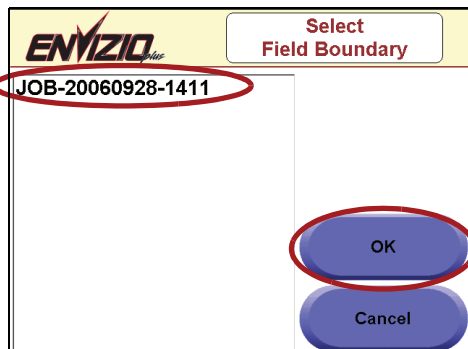 ENVIZIO plus
Select
Field Boundary
JOB-20060928-1411
OK
Cancel